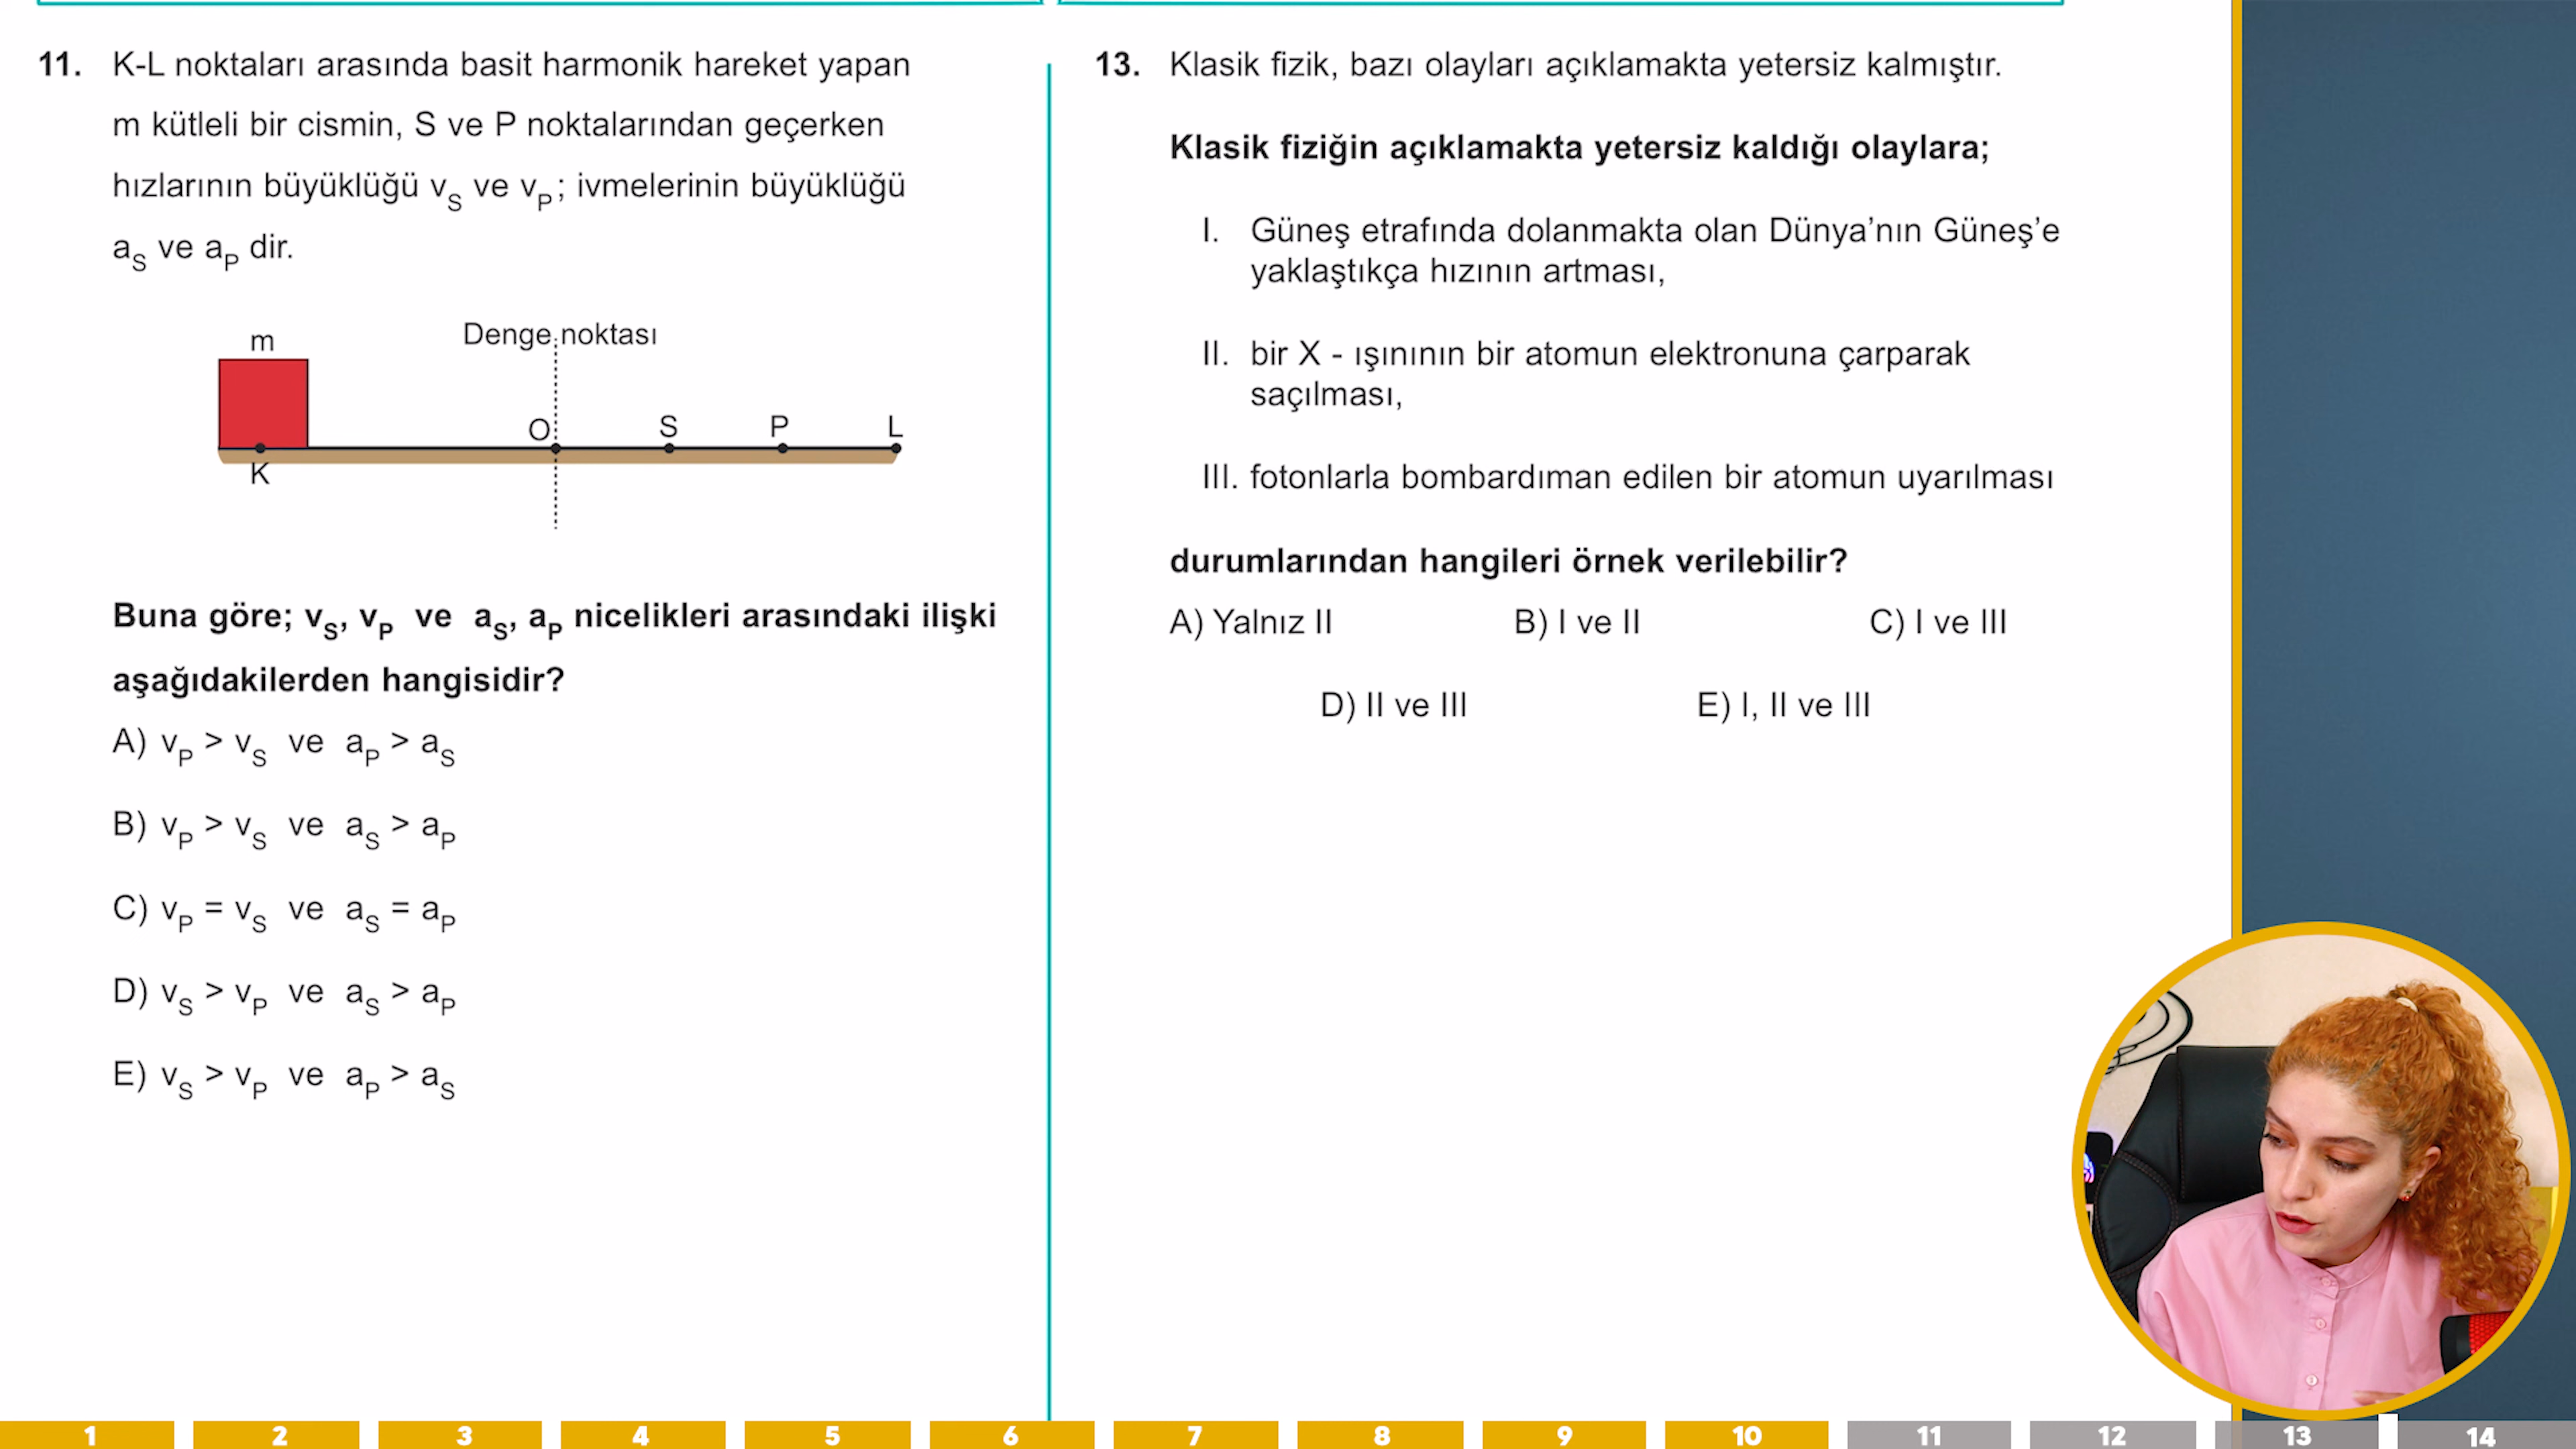 11. K-L noktaları arasında basit harmonik hareket yapan
m kütleli bir cismin, S ve P noktalarından geçerken
hızlarının büyüklüğü vS ve vP; ivmelerinin büyüklüğü
aS ve aP dir.
m
Denge noktası
O S P L
K
Buna göre; vS, vP ve aS, aP nicelikleri arasındaki ilişki
aşağıdakilerden hangisidir?
A) vP > vS ve aP > aS
B) vP > vS ve aS > aP
C) vP = vS ve aS = aP
D) vS > vP ve aS > aP
E) vS > vP ve aP > aS
13. Klasik fizik, bazı olayları açıklamakta yetersiz kalmıştır.
Klasik fiziğin açıklamakta yetersiz kaldığı olaylara;
I. Güneş etrafında dolanmakta olan Dünya’nın Güneş’e
yaklaştıkça hızının artması,
II. bir X - ışınının bir atomun elektronuna çarparak
saçılması,
III. fotonlarla bombardıman edilen bir atomun uyarılması
durumlarından hangileri örnek verilebilir?
A) Yalnız II B) I ve II C) I ve III
D) II ve III E) I, II ve III
1 2 3 4 5 6 7 8 9 10 11 12 13 14